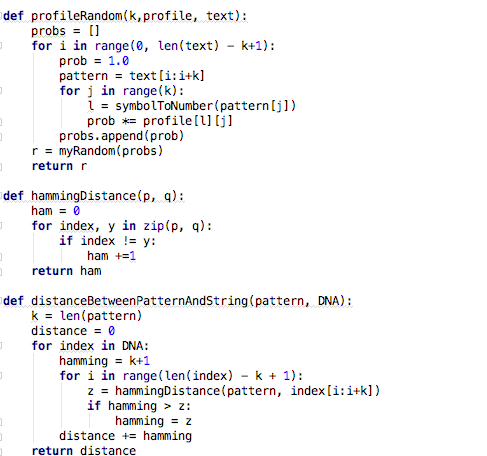 def profileRandom(k,profile, text):
    probs = []
    for i in range(0, len(text) - k+1):
        prob = 1.0
        pattern = text[i:i+k]
        for j in range(k):
            l = symbolToNumber(pattern[j])
            prob *= profile[l][j]
        probs.append(prob)
    r = myRandom(probs)
    return r

def hammingDistance(p, q):
    ham = 0
    for index, y in zip(p, q):
        if index != y:
            ham +=1
    return ham

def distanceBetweenPatternAndString(pattern, DNA):
    k = len(pattern)
    distance = 0
    for index in DNA:
        hamming = k+1
        for i in range(len(index) - k + 1):
            z = hammingDistance(pattern, index[i:i+k])
            if hamming > z:
                hamming = z
        distance += hamming
    return distance